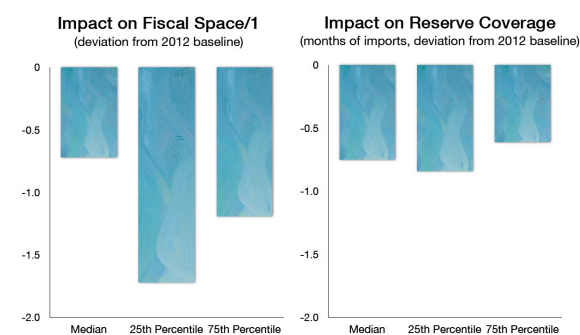 Impact on Fiscal Space/1
(deviation from 2012 baseline)
0
-0.5
-1.0
-1.5
-2.0
Median 25th Percentile 75th Percentile
Impact on Reserve Coverage
(months of imports, deviation from 2012 baseline)
0
-0.5
-1.0
-1.5
-2.0
Median 25th Percentile 75th Percentile